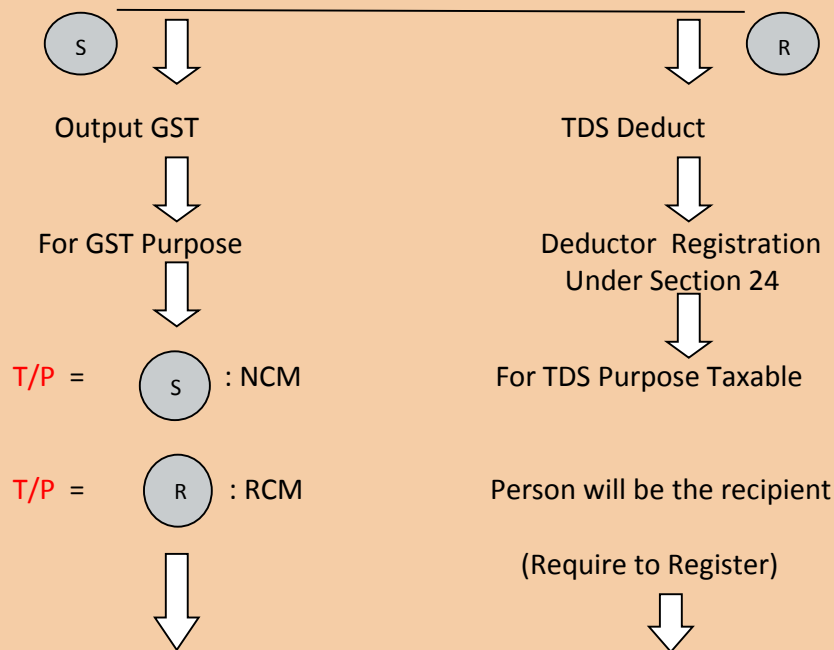 S
R
Output GST
TDS Deduct
For GST Purpose
Deductor Registration
Under Section 24
T/P = S : NCM
For TDS Purpose Taxable
T/P = R : RCM
Person will be the recipient
(Require to Register)